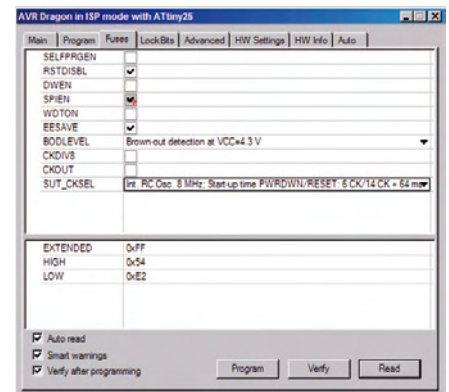 AVR Dragon in ISP mode with ATtiny25
Main Program Fuses LockBits Advanced HW Settings HW Info Auto
SELFPRGEN
RSTDISBL
DWEN
SPIEN
WDTON
EESAVE
BODLEVEL Brown-out detection at VCC=4.3 V
CKDIV8
CKOUT
SUT_CKSEL Int. RC Osc. 8 MHz; Start-up time PWRDWN/RESET: 6 CK/14 CK + 64 ms
EXTENDED 0xFF
HIGH 0x54
LOW 0xE2
Auto read
Smart warnings
Verify after programming
Program Verify Read